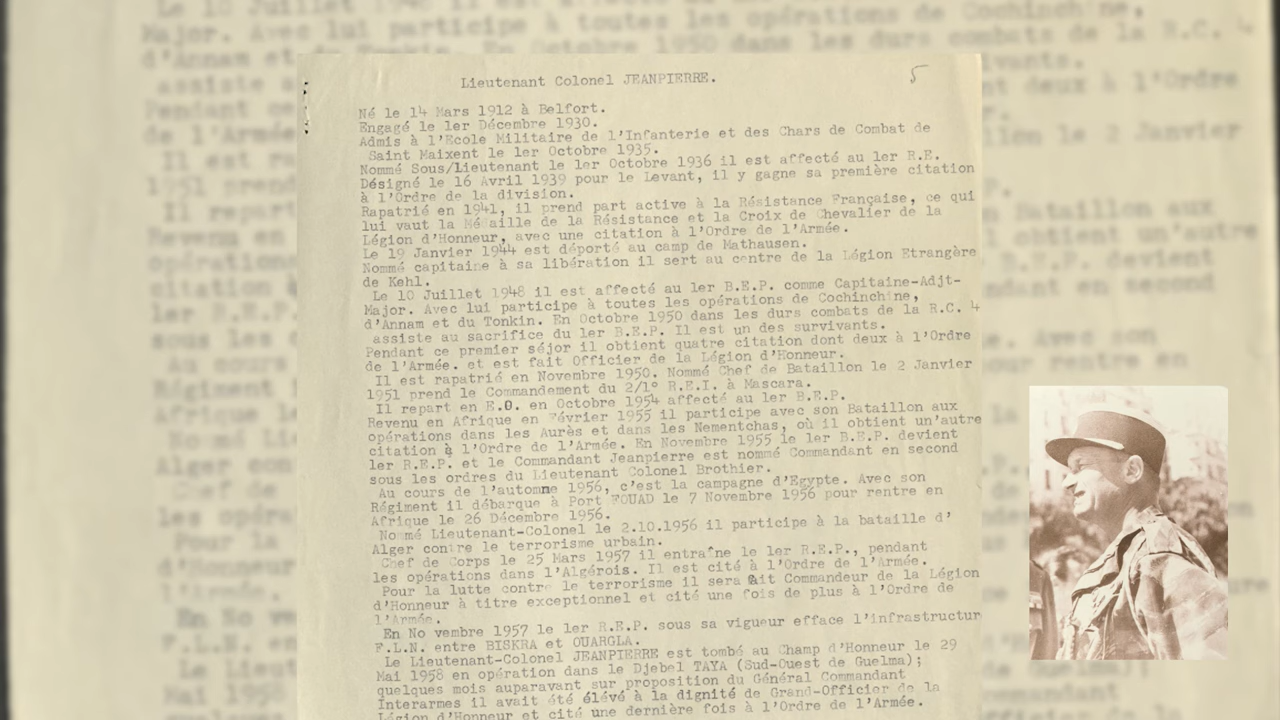 Lieutenant Colonel JEANPIERRE.
5
Né le 14 Mars 1912 à Belfort.
Engagé le 1er Décembre 1930.
Admis à l'Ecole Militaire de l'Infanterie et des Chars de Combat de
Saint Maixent le 1er Octobre 1935.
Nommé Sous/Lieutenant le 1er Octobre 1936 il est affecté au 1er R.E.
Désigné le 16 Avril 1939 pour le Levant, il y gagne sa première citation
à l'Ordre de la division.
Rapatrié en 1941, il prend part active à la Résistance Française, ce qui
lui vaut la Médaille de la Résistance et la Croix de Chevalier de la
Légion d'Honneur, avec une citation à l'Ordre de l'Armée.
Le 19 Janvier 1944 est déporté au camp de Mathausen.
Nommé capitaine à sa libération il sert au centre de la Légion Etrangère
de Kehl.
Le 10 Juillet 1948 il est affecté au 1er B.E.P. comme Capitaine-Adjt-
Major. Avec lui participe à toutes les opérations de Cochinchine,
d'Annam et du Tonkin. En Octobre 1950 dans les durs combats de la R.C. 4
assiste au sacrifice du 1er B.E.P. Il est un des survivants.
Pendant ce premier séjor il obtient quatre citation dont deux à l'Ordre
de l'Armée. et est fait Officier de la Légion d'Honneur.
Il est rapatrié en Novembre 1950. Nommé Chef de Bataillon le 2 Janvier
1951 prend le Commandement du 2/1° R.E.I. à Mascara.
Il repart en E.O. en Octobre 1954 affecté au 1er B.E.P.
Revenu en Afrique en Février 1955 il participe avec son Bataillon aux
opérations dans les Aurès et dans les Nementchas, où il obtient un'autre
citation à l'Ordre de l'Armée. En Novembre 1955 le 1er B.E.P. devient
1er R.E.P. et le Commandant Jeanpierre est nommé Commandant en second
sous les ordres du Lieutenant Colonel Brothier.
Au cours de l'automne 1956, c'est la campagne d'Egypte. Avec son
Régiment il débarque à Port FOUAD le 7 Novembre 1956 pour rentre en
Afrique le 26 Décembre 1956.
Nommé Lieutenant-Colonel le 2.10.1956 il participe à la bataille d'
Alger contre le terrorisme urbain.
Chef de Corps le 25 Mars 1957 il entraîne le 1er R.E.P., pendant
les opérations dans l'Algérois. Il est cité à l'Ordre de l'Armée.
Pour la lutte contre le terrorisme il sera fait Commandeur de la Légion
d'Honneur à titre exceptionnel et cité une fois de plus à l'Ordre de
l'Armée.
En No vembre 1957 le 1er R.E.P. sous sa vigueur efface l'infrastructur
F.L.N. entre BISKRA et OUARGLA.
Le Lieutenant-Colonel JEANPIERRE est tombé au Champ d'Honneur le 29
Mai 1958 en opération dans le Djebel TAYA (Sud-Ouest de Guelma);
quelques mois auparavant sur proposition du Général Commandant
Interarmes il avait été élévé à la dignité de Grand-Officier de la
Légion d'Honneur et cité une dernière fois à l'Ordre de l'Armée.